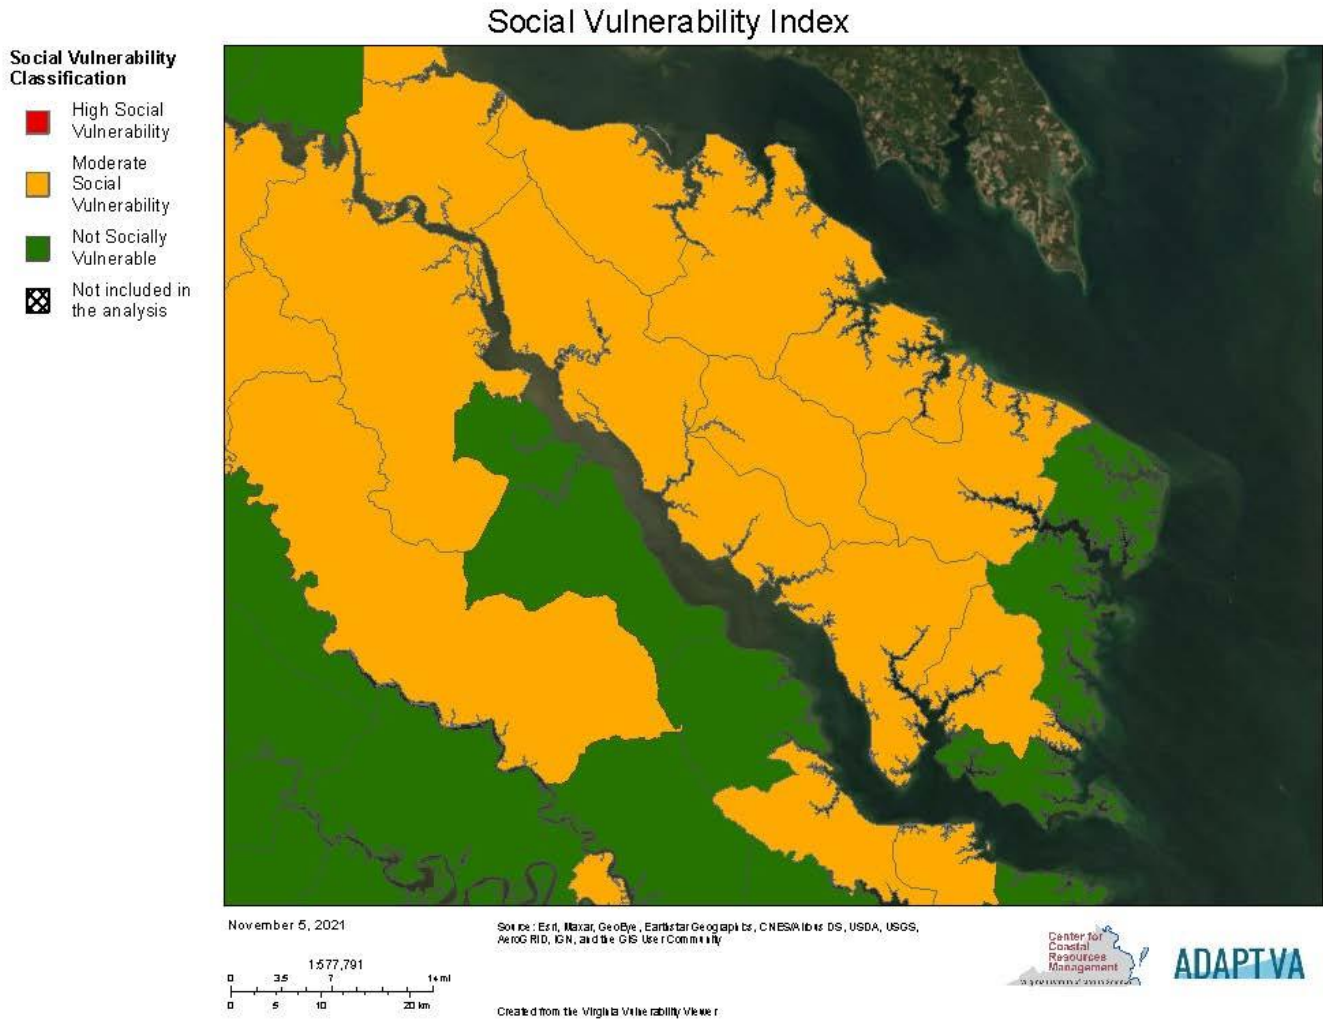 Social Vulnerability Index
Social Vulnerability
Classification
High Social
Vulnerability
Moderate
Social
Vulnerability
Not Socially
Vulnerable
Not included in
the analysis
November 5, 2021
1:577,791
0 3.5 7 14 mi
0 5 10 20 km
Source: Esri, Maxar, GeoEye, Earthstar Geographics, CNES/Airbus DS, USDA, USGS,
AeroGRID, IGN, and the GIS User Community
Created from the Virginia Vulnerability Viewer
Center for
Coastal
Resources
Management
ADAPTVA